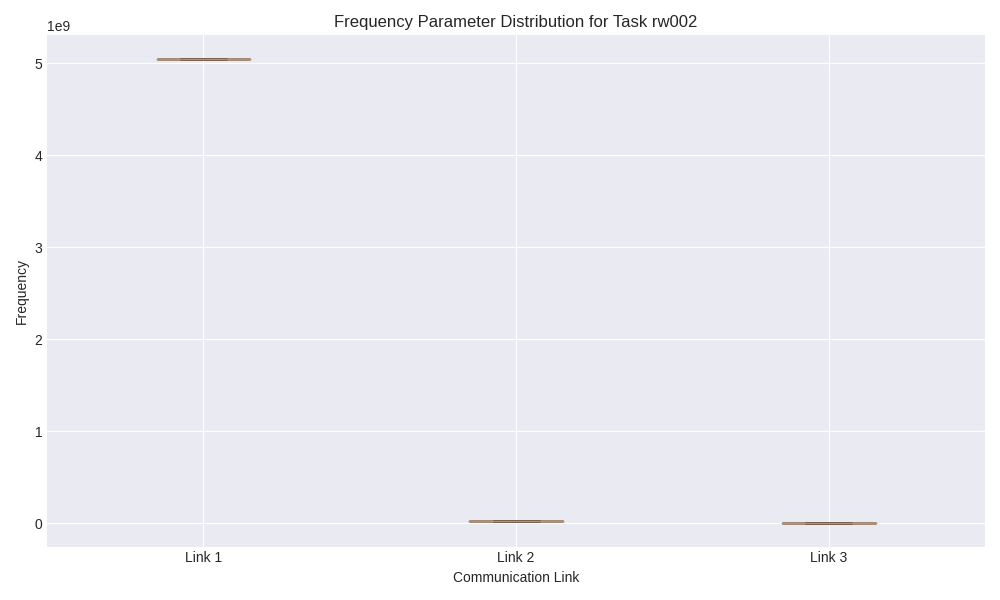 Frequency Parameter Distribution for Task rw002
1e9
5
4
3
2
1
0
Frequency
Link 1
Link 2
Link 3
Communication Link